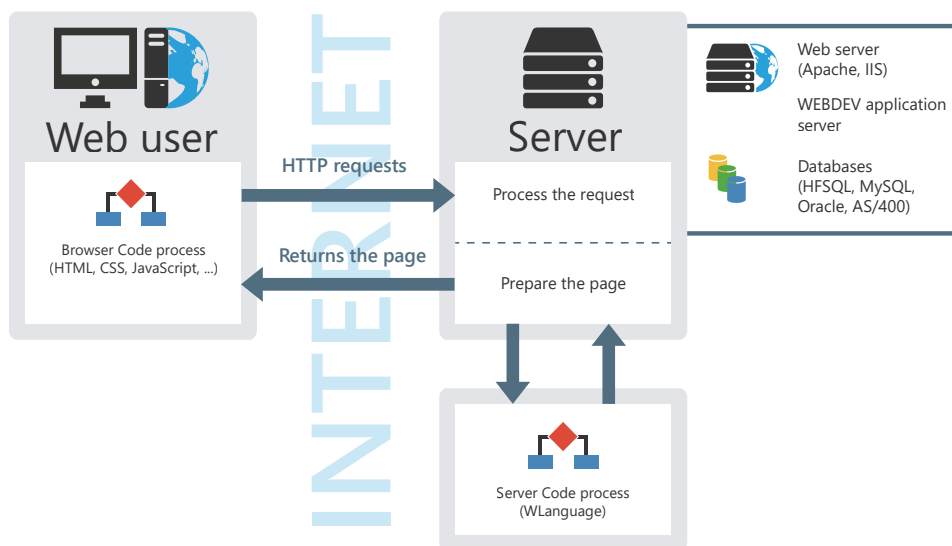 Web user
Browser Code process
(HTML, CSS, JavaScript, ...)
INTERNET
HTTP requests
Returns the page
Server
Process the request
Prepare the page
Server Code process
(WLanguage)
Web server
(Apache, IIS)
WEBDEV application
server
Databases
(HFSQL, MySQL,
Oracle, AS/400)